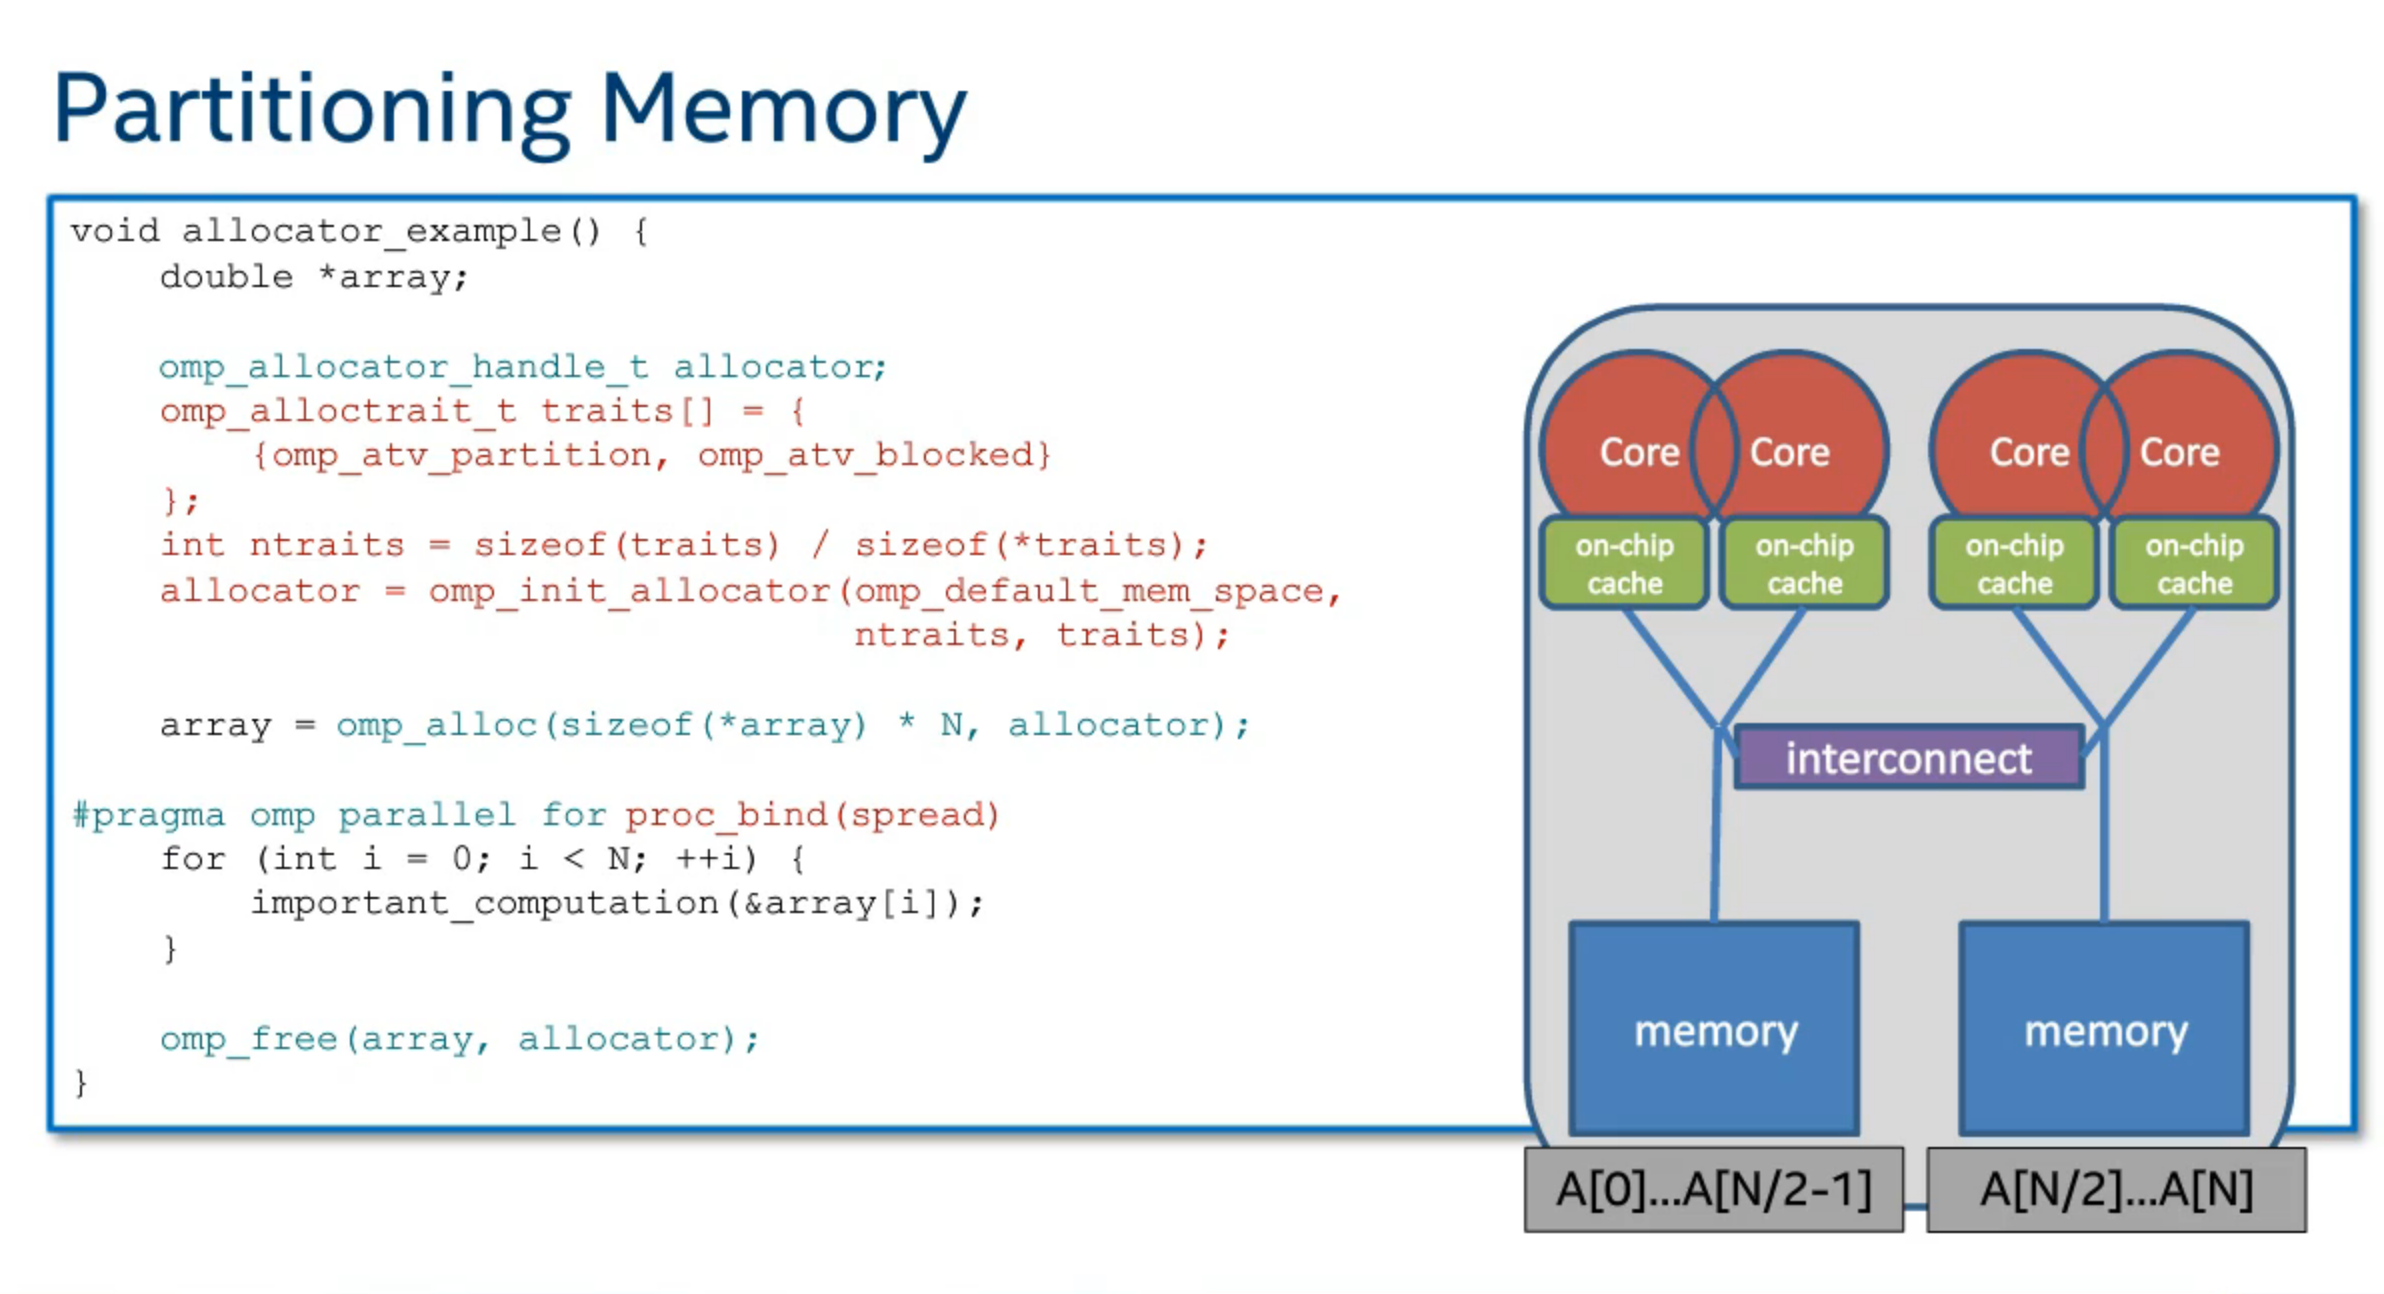 Partitioning Memory
void allocator_example() {
    double *array;
    omp_allocator_handle_t allocator;
    omp_alloctrait_t traits[] = {
        {omp_atv_partition, omp_atv_blocked}
    };
    int ntraits = sizeof(traits) / sizeof(*traits);
    allocator = omp_init_allocator(omp_default_mem_space,
                                   ntraits, traits);
    array = omp_alloc(sizeof(*array) * N, allocator);
#pragma omp parallel for proc_bind(spread)
    for (int i = 0; i < N; ++i) {
        important_computation(&array[i]);
    }
    omp_free(array, allocator);
}
Core Core Core Core
on-chip on-chip on-chip on-chip
cache cache cache cache
interconnect
memory memory
A[0]...A[N/2-1] A[N/2]...A[N]